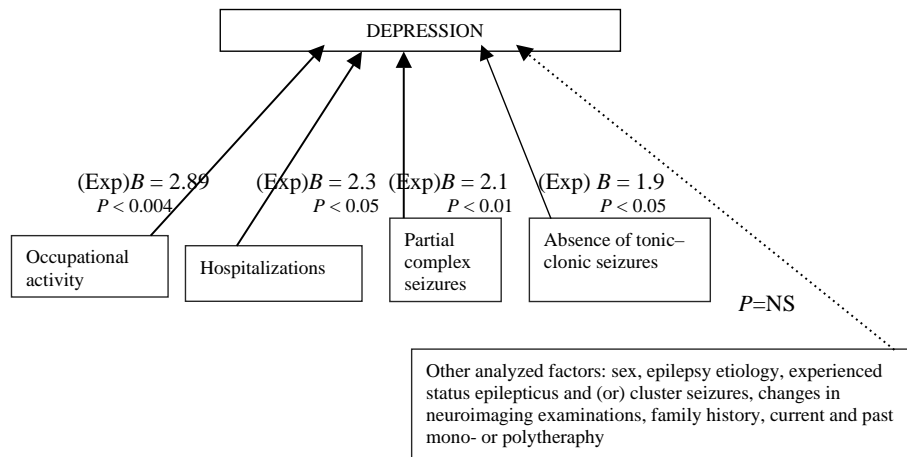 DEPRESSION
(Exp)B = 2.89
P < 0.004
(Exp)B = 2.3
P < 0.05
(Exp)B = 2.1
P < 0.01
(Exp) B = 1.9
P < 0.05
Occupational
activity
Hospitalizations
Partial
complex
seizures
Absence of tonic–
clonic seizures
P=NS
Other analyzed factors: sex, epilepsy etiology, experienced
status epilepticus and (or) cluster seizures, changes in
neuroimaging examinations, family history, current and past
mono- or polytheraphy